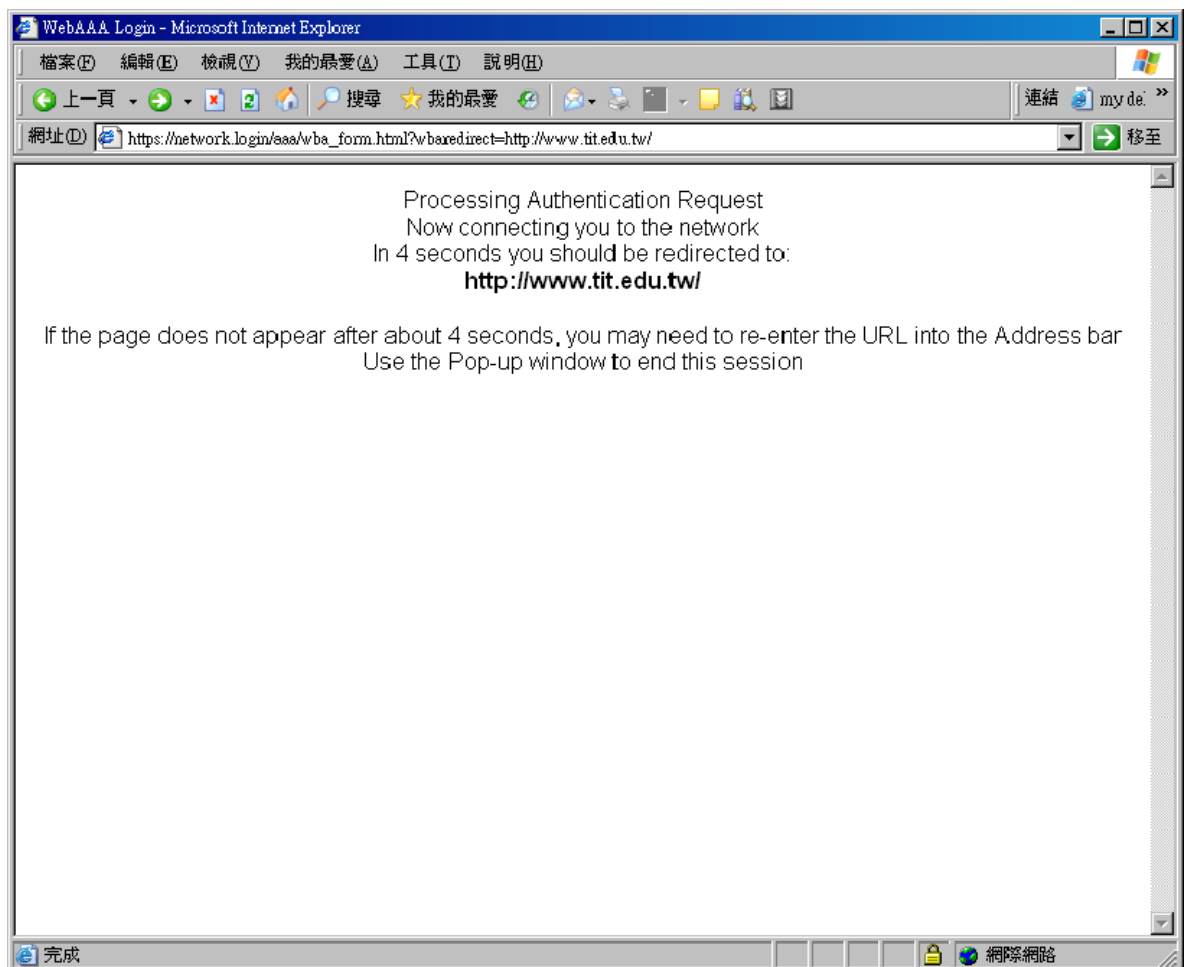 WebAAA Login - Microsoft Internet Explorer
檔案(F) 編輯(E) 檢視(V) 我的最愛(A) 工具(T) 說明(H)
上一頁 搜尋 我的最愛 連結 my de »
網址(D) https://network.login/aaa/wba_form.html?wbaredirect=http://www.tit.edu.tw/ 移至
Processing Authentication Request
Now connecting you to the network
In 4 seconds you should be redirected to:
http://www.tit.edu.tw/
If the page does not appear after about 4 seconds, you may need to re-enter the URL into the Address bar
Use the Pop-up window to end this session
完成 網際網路